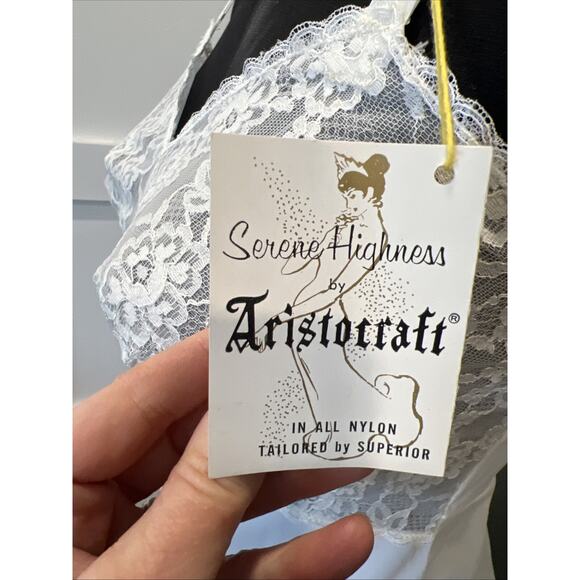 Serene Highness
by
Aristocraft®
IN ALL NYLON
TAILORED by SUPERIOR